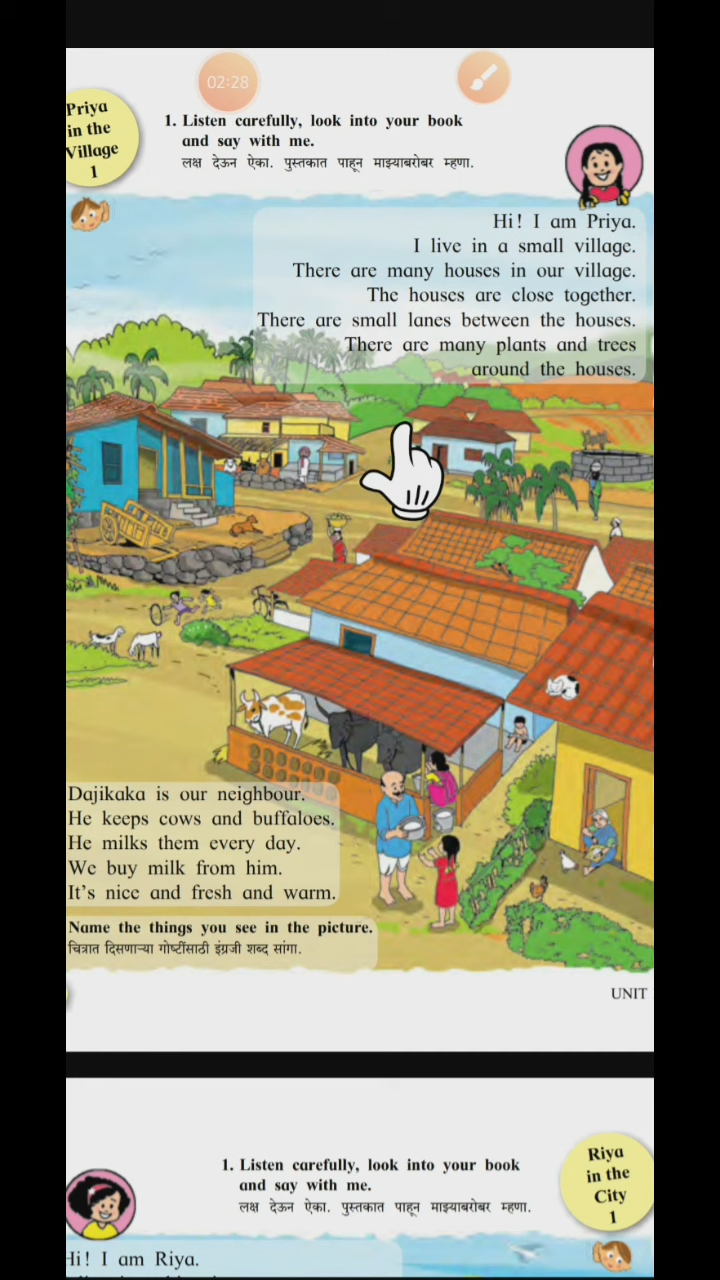 02:28
Priya
in the
Village
1
1. Listen carefully, look into your book
and say with me.
लक्ष देऊन ऐका. पुस्तकात पाहून माझ्याबरोबर म्हणा.
Hi! I am Priya.
I live in a small village.
There are many houses in our village.
The houses are close together.
There are small lanes between the houses.
There are many plants and trees
around the houses.
Dajikaka is our neighbour.
He keeps cows and buffaloes.
He milks them every day.
We buy milk from him.
It's nice and fresh and warm.
Name the things you see in the picture.
चित्रात दिसणाऱ्या गोष्टींसाठी इंग्रजी शब्द सांगा.
UNIT
1. Listen carefully, look into your book
and say with me.
लक्ष देऊन ऐका. पुस्तकात पाहून माझ्याबरोबर म्हणा.
Riya
in the
City
1
Hi! I am Riya.